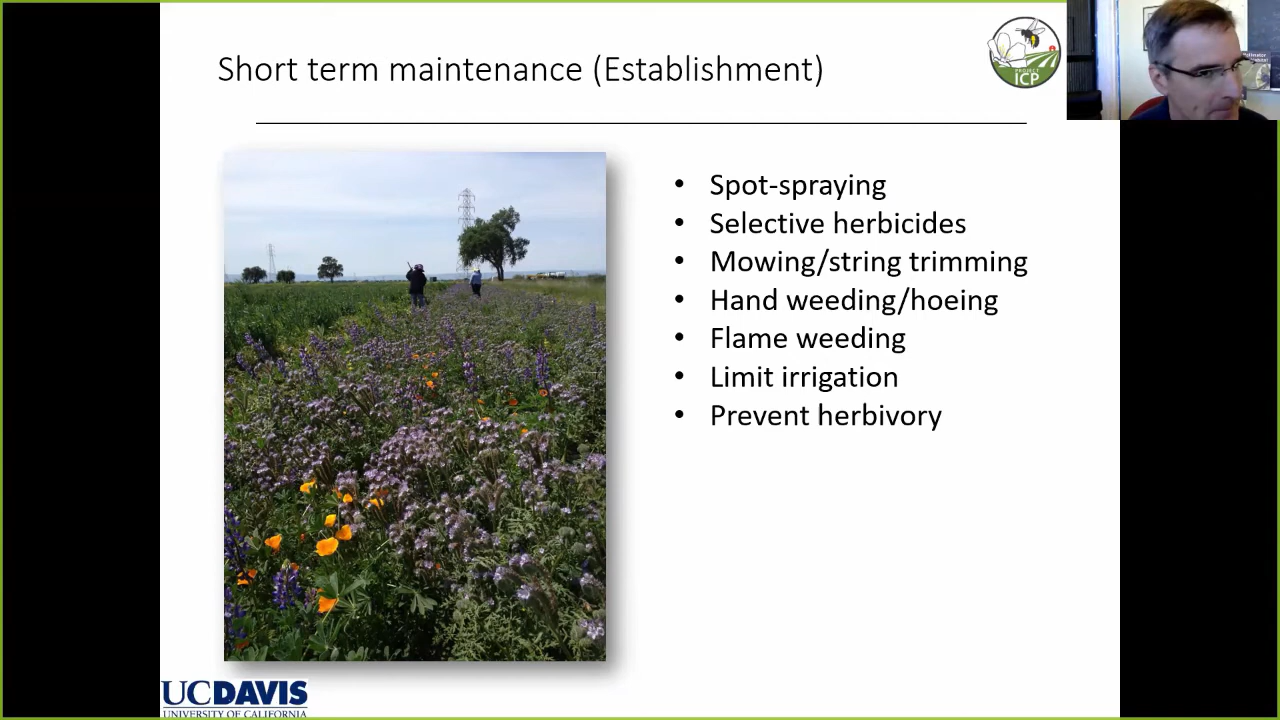 Short term maintenance (Establishment)
PROJECT
ICP
• Spot-spraying
• Selective herbicides
• Mowing/string trimming
• Hand weeding/hoeing
• Flame weeding
• Limit irrigation
• Prevent herbivory
UCDAVIS
UNIVERSITY OF CALIFORNIA